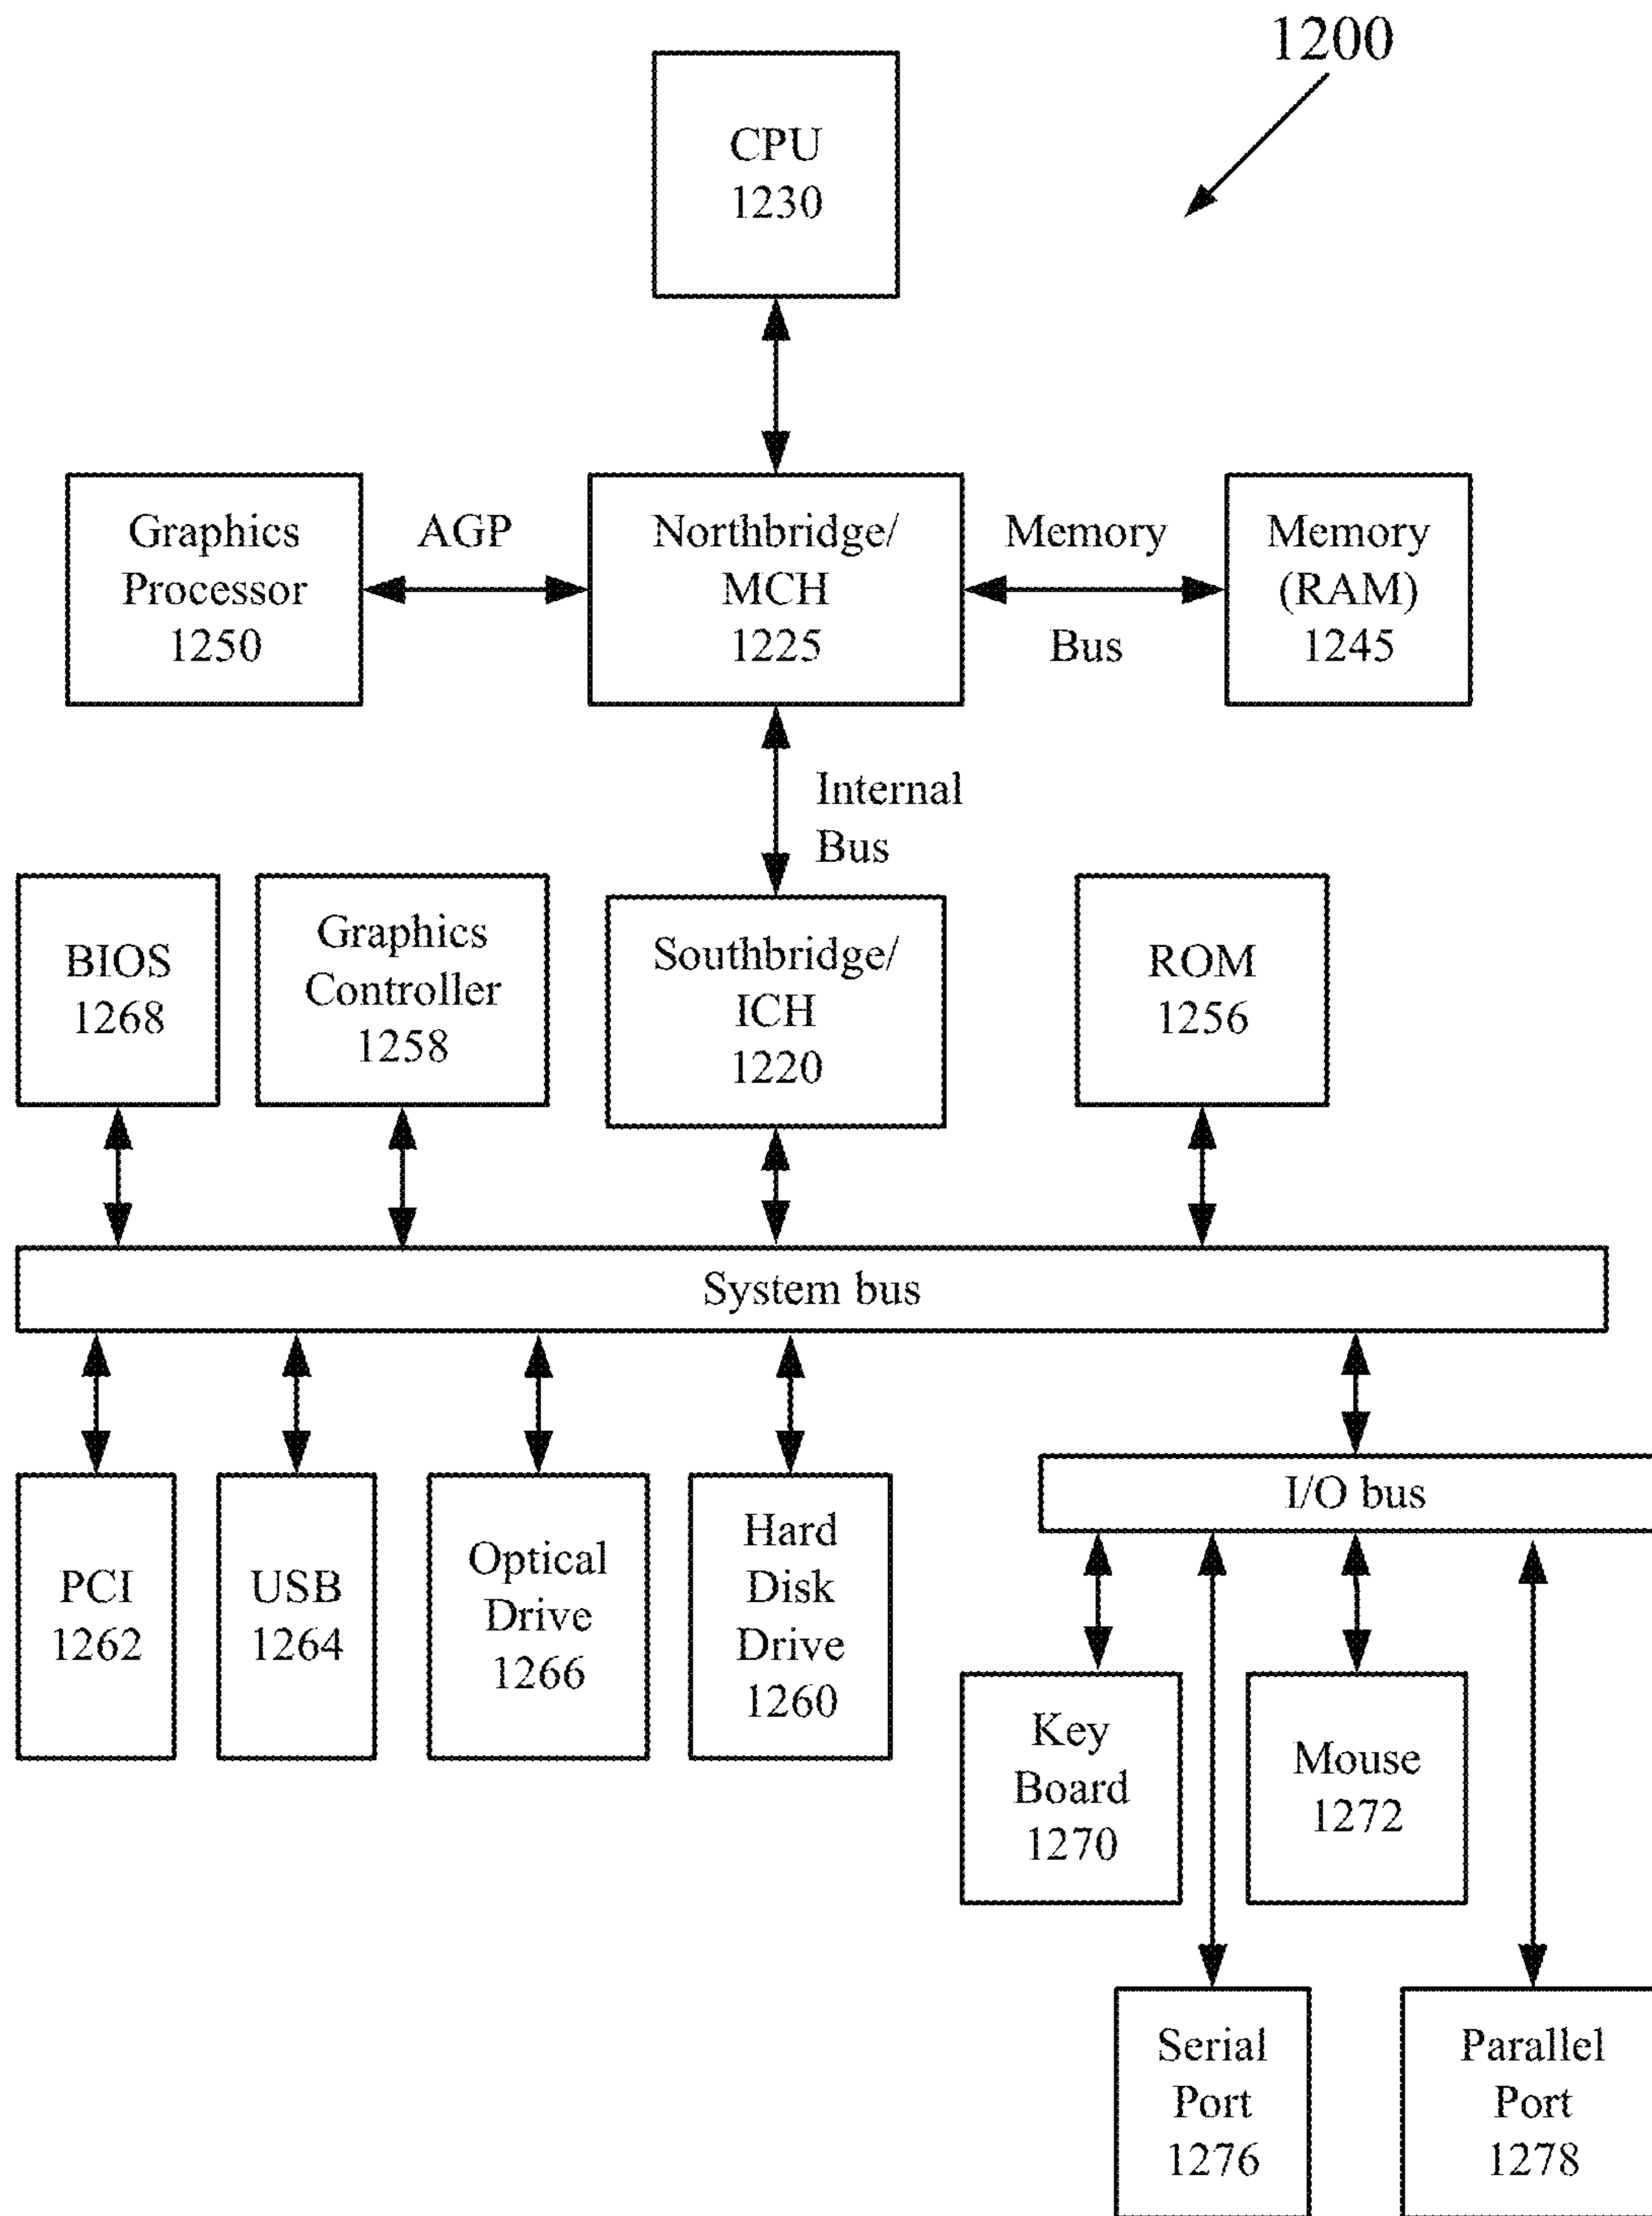 1200
CPU
1230
Graphics
Processor
1250
AGP
Northbridge/
MCH
1225
Memory
Bus
Memory
(RAM)
1245
Internal
Bus
BIOS
1268
Graphics
Controller
1258
Southbridge/
ICH
1220
ROM
1256
System bus
PCI
1262
USB
1264
Optical
Drive
1266
Hard
Disk
Drive
1260
I/O bus
Key
Board
1270
Mouse
1272
Serial
Port
1276
Parallel
Port
1278